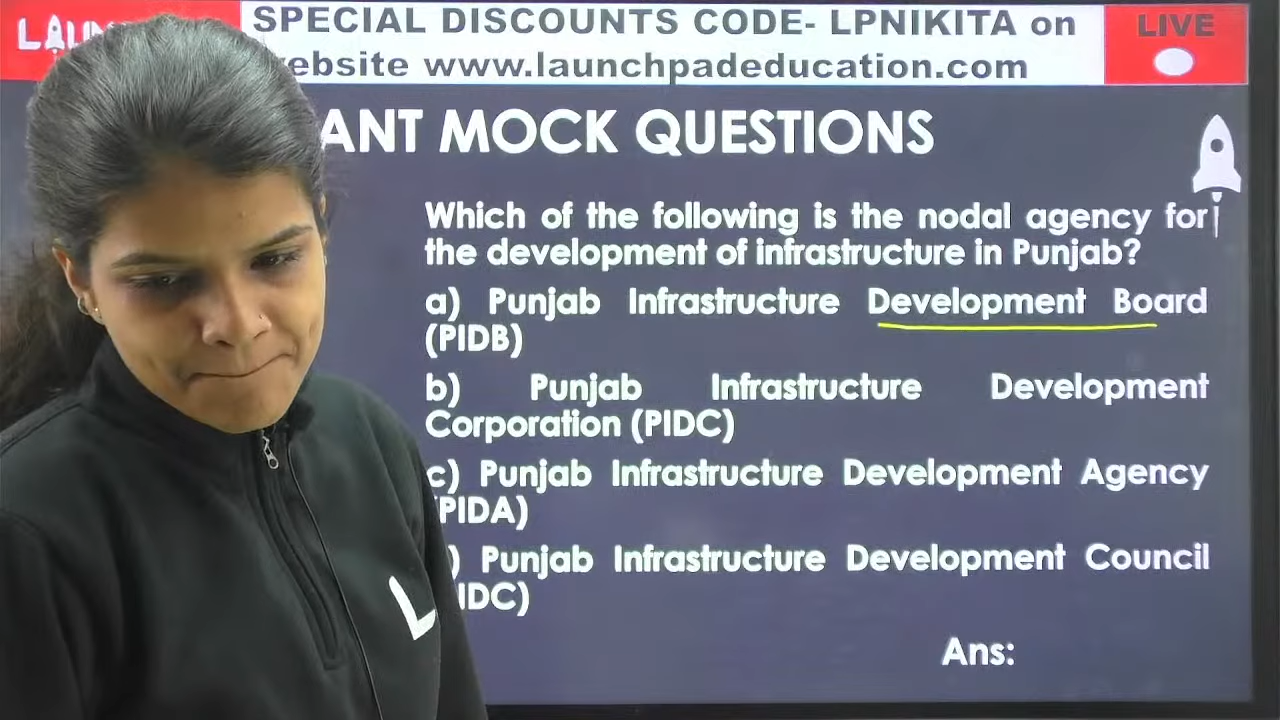 SPECIAL DISCOUNTS CODE- LPNIKITA on
www.launchpadeducation.com
LIVE
MOCK QUESTIONS
Which of the following is the nodal agency for
the development of infrastructure in Punjab?
a) Punjab Infrastructure Development Board
(PIDB)
b) Punjab Infrastructure Development
Corporation (PIDC)
c) Punjab Infrastructure Development Agency
PIDA)
) Punjab Infrastructure Development Council
IDC)
L
Ans: